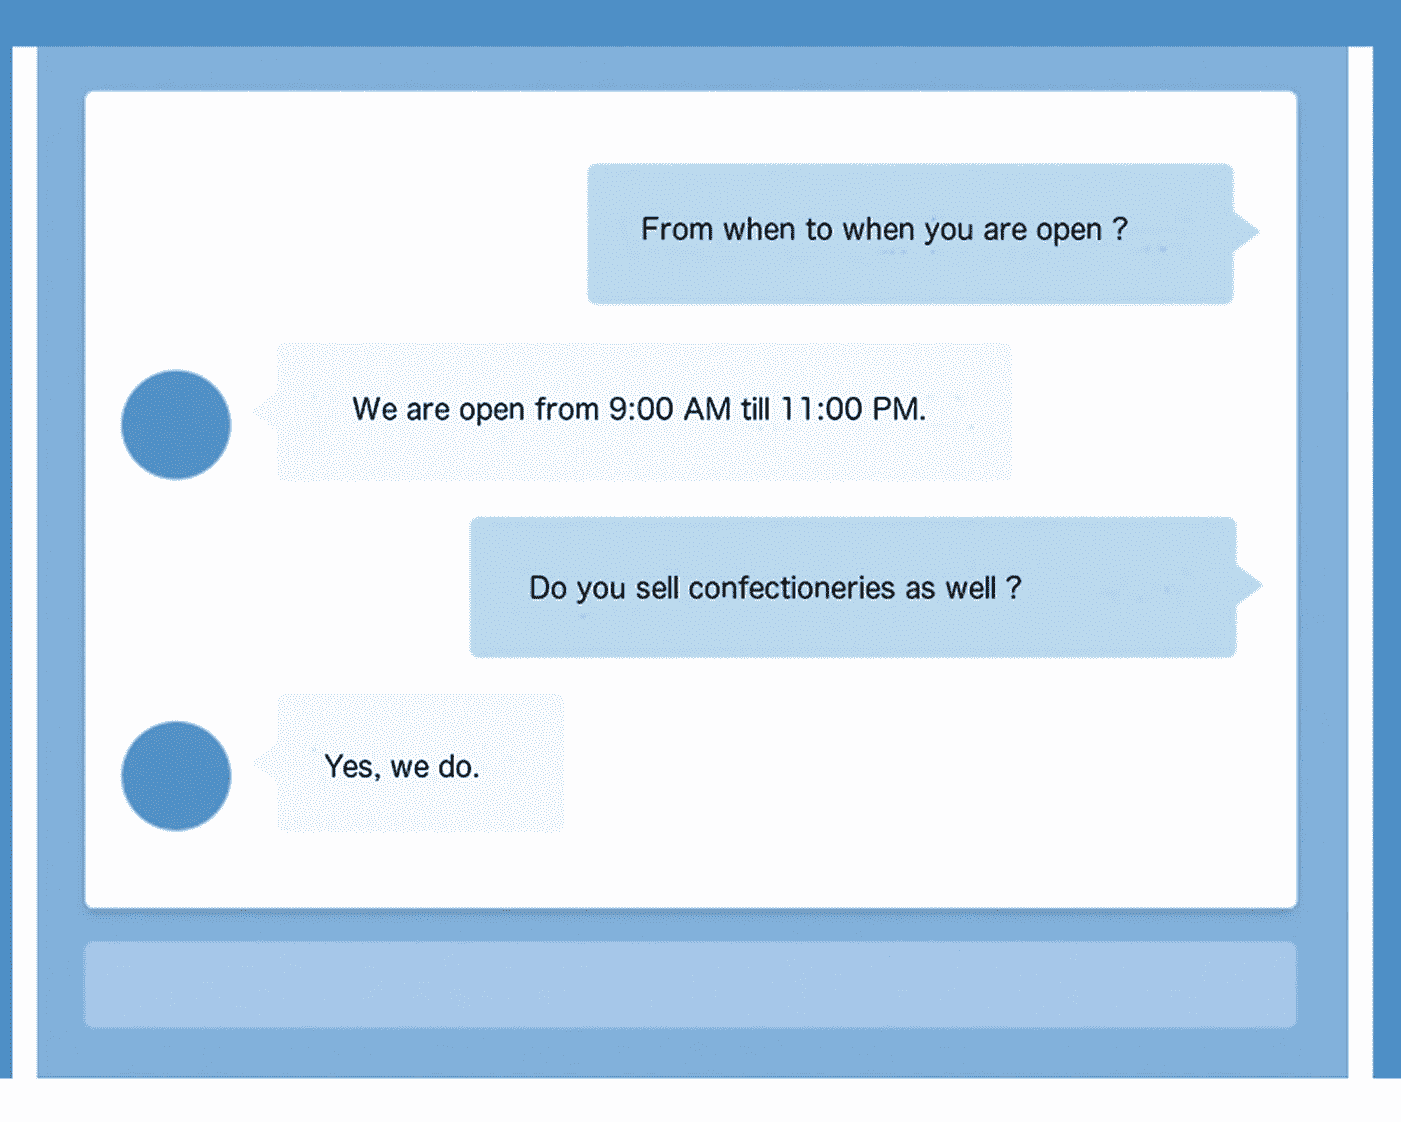 From when to when you are open ?
We are open from 9:00 AM till 11:00 PM.
Do you sell confectioneries as well ?
Yes, we do.